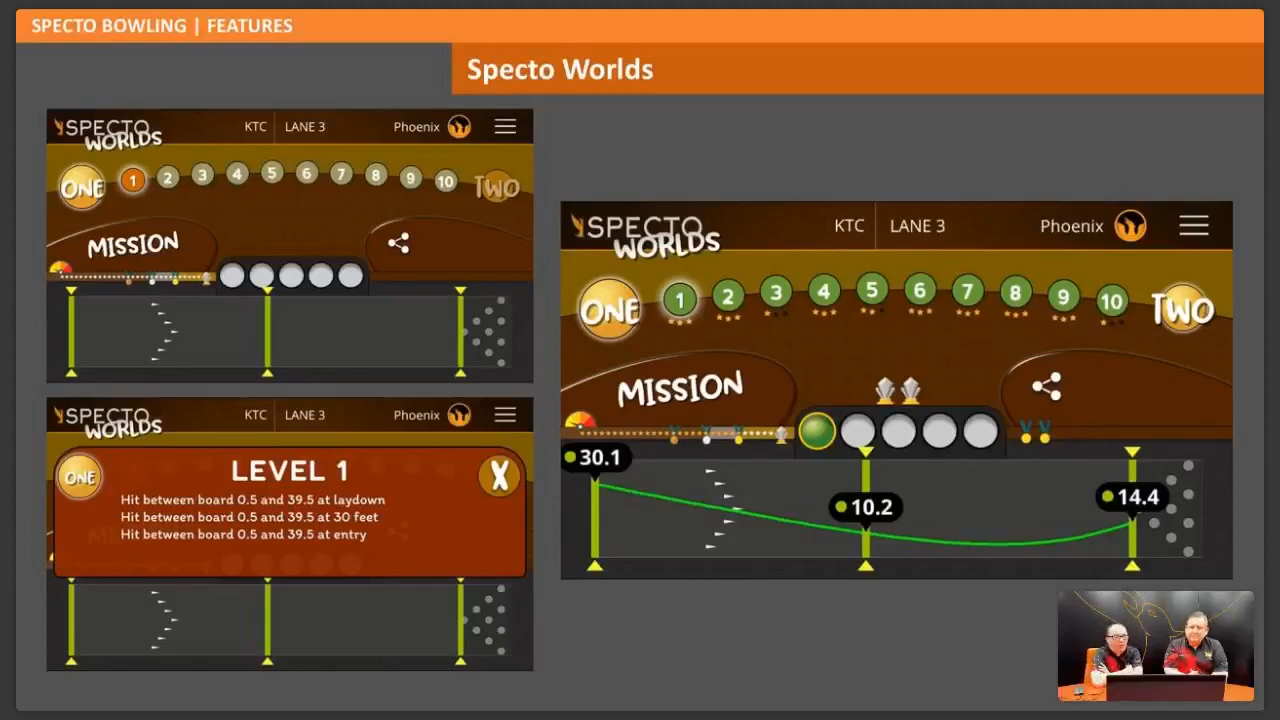 SPECTO BOWLING | FEATURES
Specto Worlds
SPECTO WORLDS
KTC LANE 3 Phoenix
ONE 1 2 3 4 5 6 7 8 9 10 TWO
MISSION
SPECTO WORLDS
KTC LANE 3 Phoenix
ONE LEVEL 1 X
Hit between board 0.5 and 39.5 at laydown
Hit between board 0.5 and 39.5 at 30 feet
Hit between board 0.5 and 39.5 at entry
SPECTO WORLDS
KTC LANE 3 Phoenix
ONE 1 2 3 4 5 6 7 8 9 10 TWO
MISSION
30.1
10.2
14.4